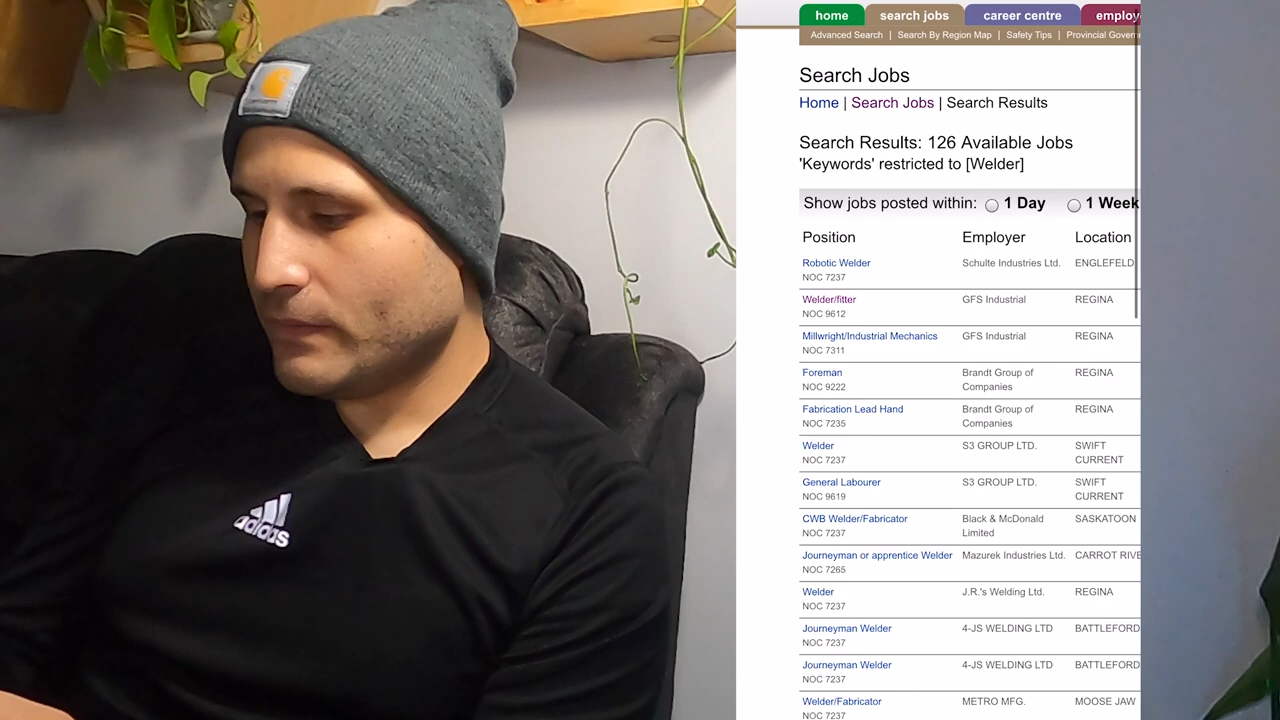 adidas
home
search jobs
career centre
employ
Advanced Search | Search By Region Map | Safety Tips | Provincial Govern
Search Jobs
Home | Search Jobs | Search Results
Search Results: 126 Available Jobs
'Keywords' restricted to [Welder]
Show jobs posted within: 1 Day 1 Week
Position Employer Location
Robotic Welder Schulte Industries Ltd. ENGLEFELD
NOC 7237
Welder/fitter GFS Industrial REGINA
NOC 9612
Millwright/Industrial Mechanics GFS Industrial REGINA
NOC 7311
Foreman Brandt Group of REGINA
NOC 9222 Companies
Fabrication Lead Hand Brandt Group of REGINA
NOC 7235 Companies
Welder S3 GROUP LTD. SWIFT
NOC 7237 CURRENT
General Labourer S3 GROUP LTD. SWIFT
NOC 9619 CURRENT
CWB Welder/Fabricator Black & McDonald SASKATOON
NOC 7237 Limited
Journeyman or apprentice Welder Mazurek Industries Ltd. CARROT RIVE
NOC 7265
Welder J.R.'s Welding Ltd. REGINA
NOC 7237
Journeyman Welder 4-JS WELDING LTD BATTLEFORD
NOC 7237
Journeyman Welder 4-JS WELDING LTD BATTLEFORD
NOC 7237
Welder/Fabricator METRO MFG. MOOSE JAW
NOC 7237